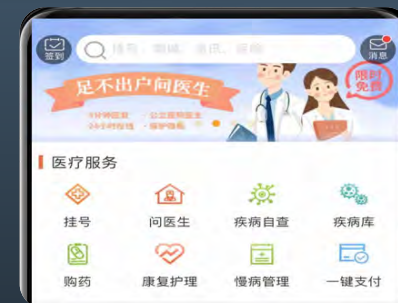 签到
消息
足不出户问医生
限时
免费
医疗服务
挂号 问医生 疾病自查 疾病库
购药 康复护理 慢病管理 一键支付